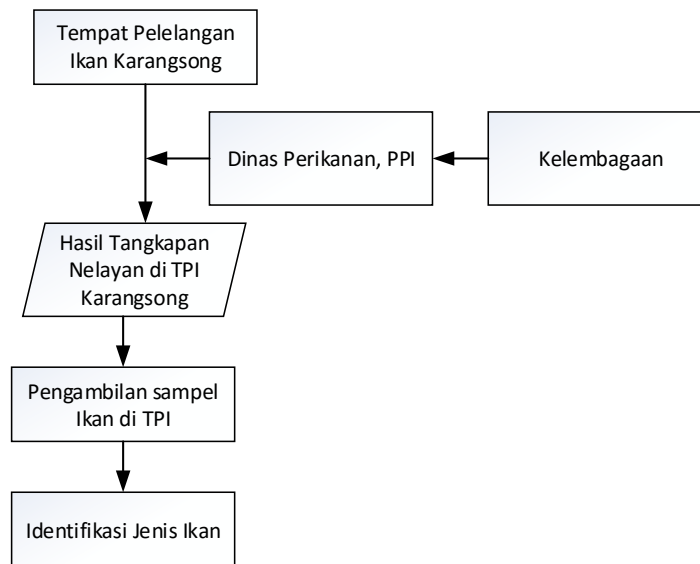 Tempat Pelelangan
Ikan Karangsong
Dinas Perikanan, PPI
Kelembagaan
Hasil Tangkapan
Nelayan di TPI
Karangsong
Pengambilan sampel
Ikan di TPI
Identifikasi Jenis Ikan